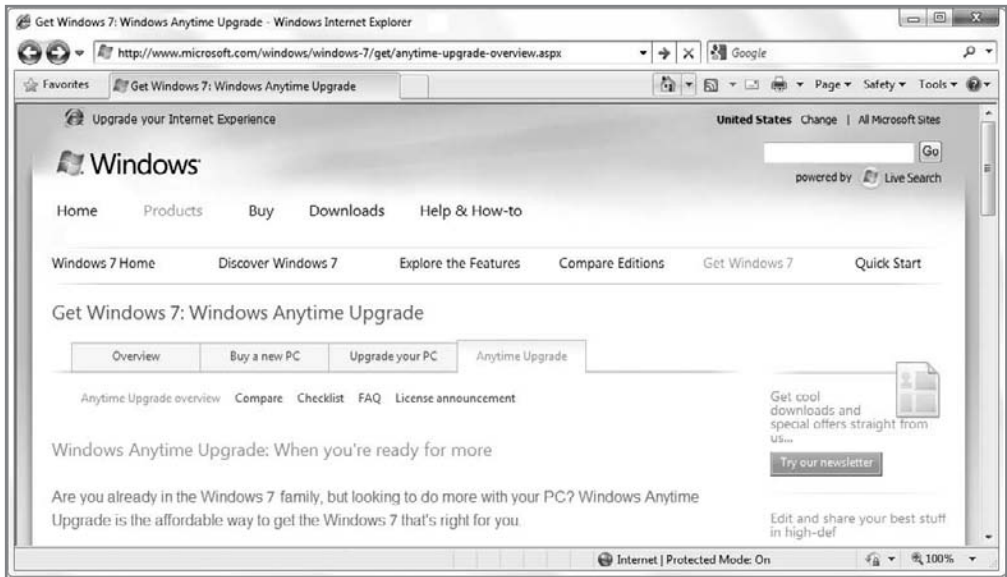 Get Windows 7: Windows Anytime Upgrade - Windows Internet Explorer
http://www.microsoft.com/windows/windows-7/get/anytime-upgrade-overview.aspx
Google
Favorites
Get Windows 7: Windows Anytime Upgrade
Page Safety Tools
Upgrade your Internet Experience
United States Change | All Microsoft Sites
Windows
Go
powered by Live Search
Home Products Buy Downloads Help & How-to
Windows 7 Home Discover Windows 7 Explore the Features Compare Editions Get Windows 7 Quick Start
Get Windows 7: Windows Anytime Upgrade
Overview Buy a new PC Upgrade your PC Anytime Upgrade
Anytime Upgrade overview Compare Checklist FAQ License announcement
Get cool
downloads and
special offers straight from
us...
Try our newsletter
Windows Anytime Upgrade: When you're ready for more
Are you already in the Windows 7 family, but looking to do more with your PC? Windows Anytime
Upgrade is the affordable way to get the Windows 7 that's right for you.
Edit and share your best stuff
in high-def
Internet | Protected Mode: On
100%